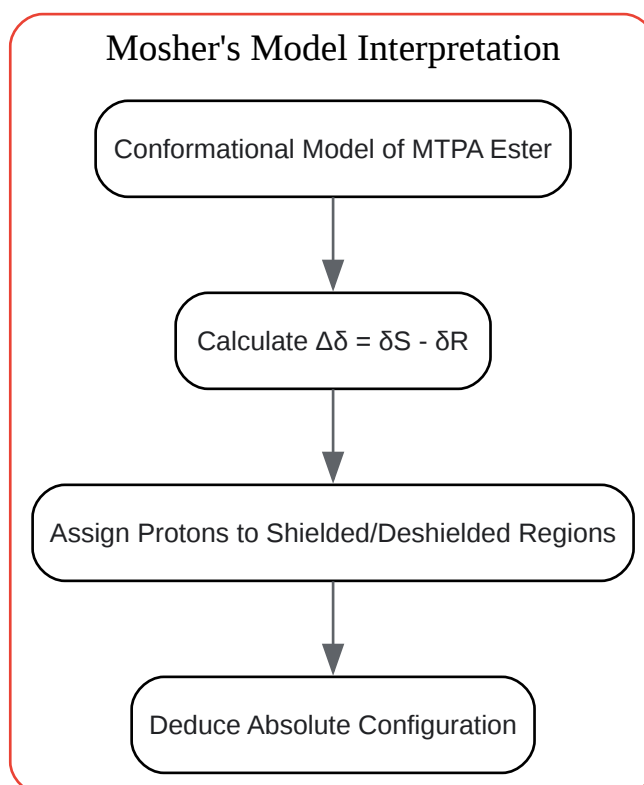 Mosher's Model Interpretation
Conformational Model of MTPA Ester
Calculate Δδ = δS - δR
Assign Protons to Shielded/Deshielded Regions
Deduce Absolute Configuration